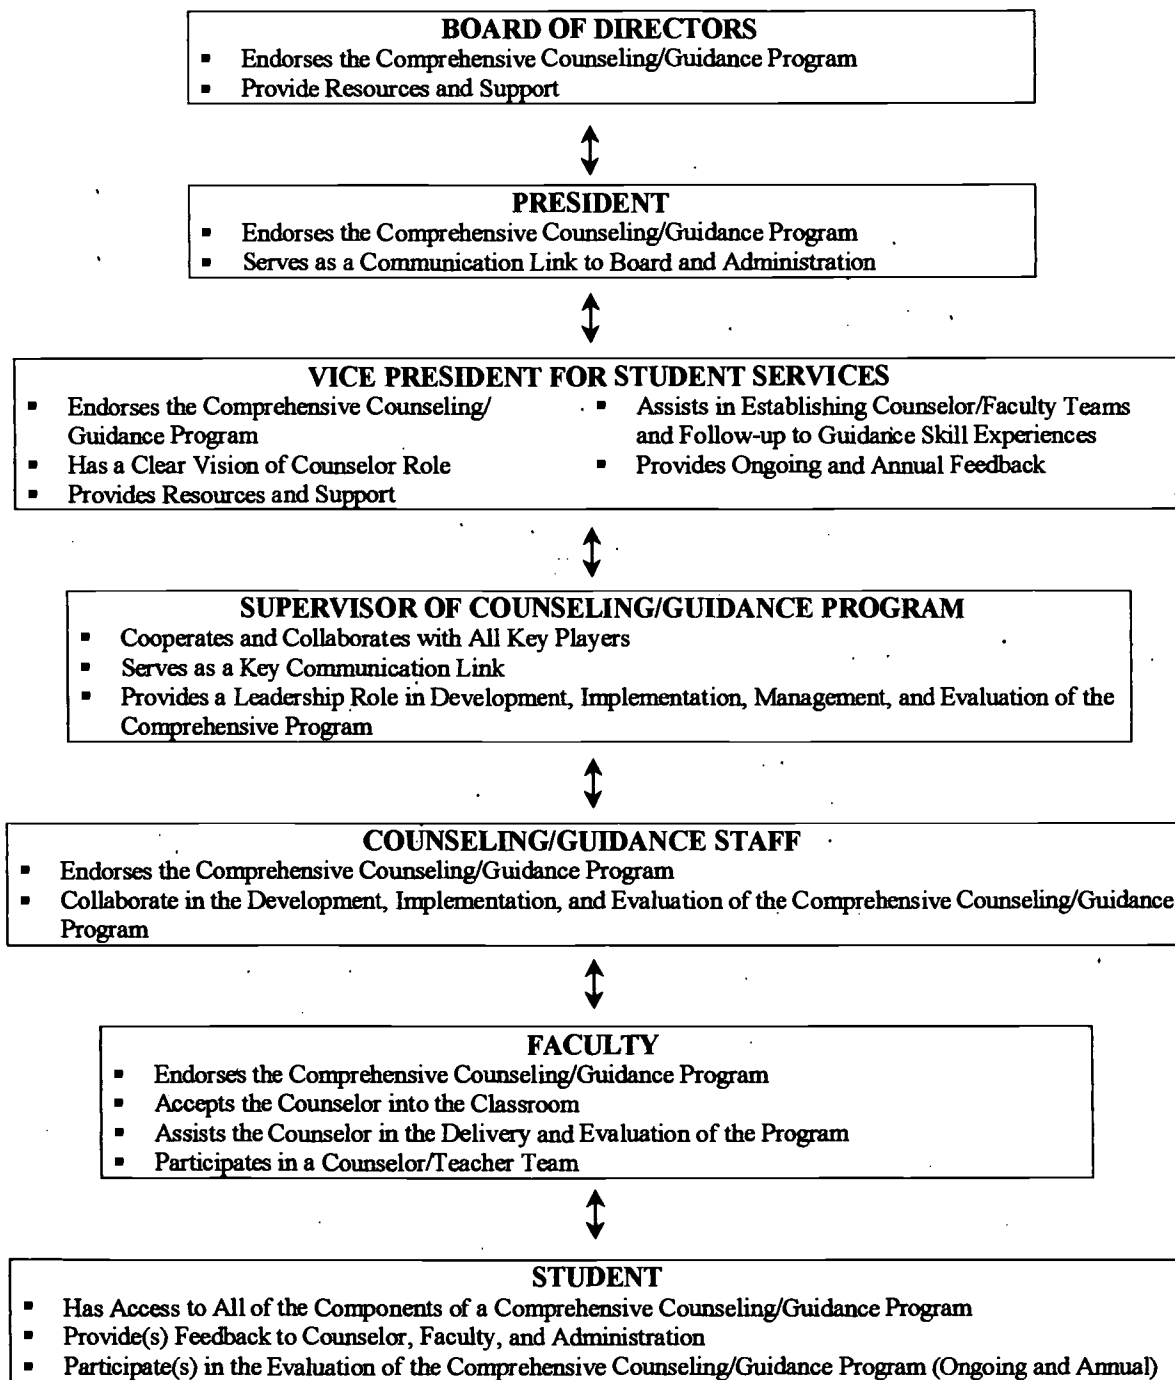 BOARD OF DIRECTORS
▪ Endorses the Comprehensive Counseling/Guidance Program
▪ Provide Resources and Support
PRESIDENT
▪ Endorses the Comprehensive Counseling/Guidance Program
▪ Serves as a Communication Link to Board and Administration
VICE PRESIDENT FOR STUDENT SERVICES
▪ Endorses the Comprehensive Counseling/
Guidance Program
▪ Has a Clear Vision of Counselor Role
▪ Provides Resources and Support
▪ Assists in Establishing Counselor/Faculty Teams
and Follow-up to Guidance Skill Experiences
▪ Provides Ongoing and Annual Feedback
SUPERVISOR OF COUNSELING/GUIDANCE PROGRAM
▪ Cooperates and Collaborates with All Key Players
▪ Serves as a Key Communication Link
▪ Provides a Leadership Role in Development, Implementation, Management, and Evaluation of the
Comprehensive Program
COUNSELING/GUIDANCE STAFF
▪ Endorses the Comprehensive Counseling/Guidance Program
▪ Collaborate in the Development, Implementation, and Evaluation of the Comprehensive Counseling/Guidance
Program
FACULTY
▪ Endorses the Comprehensive Counseling/Guidance Program
▪ Accepts the Counselor into the Classroom
▪ Assists the Counselor in the Delivery and Evaluation of the Program
▪ Participates in a Counselor/Teacher Team
STUDENT
▪ Has Access to All of the Components of a Comprehensive Counseling/Guidance Program
▪ Provide(s) Feedback to Counselor, Faculty, and Administration
▪ Participate(s) in the Evaluation of the Comprehensive Counseling/Guidance Program (Ongoing and Annual)